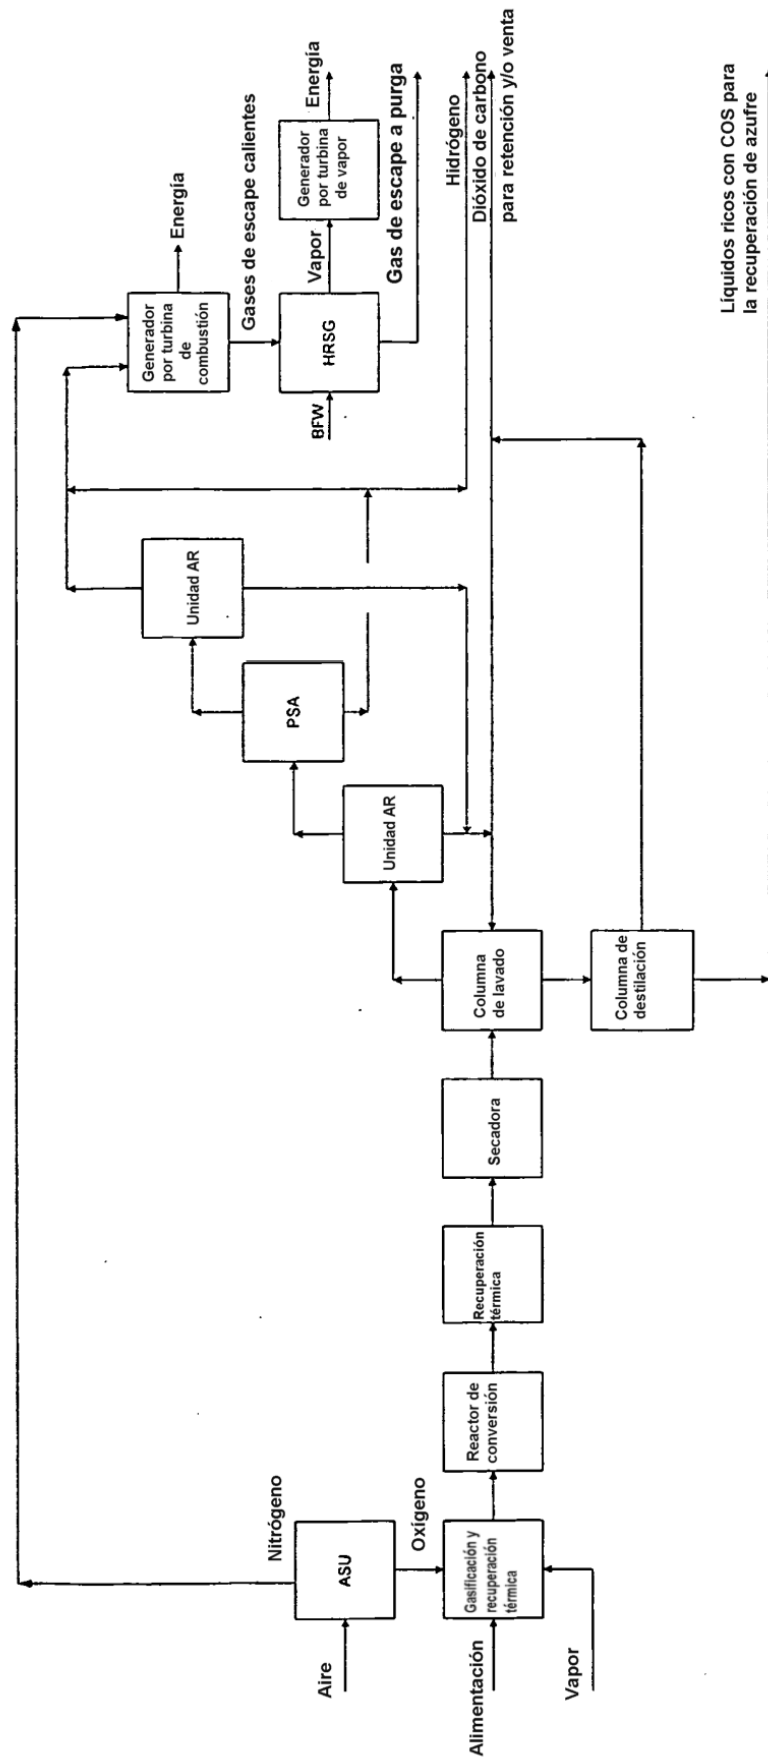 Aire
Nitrógeno
ASU
Oxígeno
Alimentación
Vapor
Gasificación y
recuperación
térmica
Reactor de
conversión
Recuperación
térmica
Secadora
Columna
de lavado
Columna de
destilación
Unidad AR
PSA
Unidad AR
Generador
por turbina
de
combustión
Energía
Gases de escape calientes
BFW
HRSG
Vapor
Generador
por turbina
de vapor
Energía
Gas de escape a purga
Hidrógeno
Dióxido de carbono
para retención y/o venta
Líquidos ricos con COS para
la recuperación de azufre